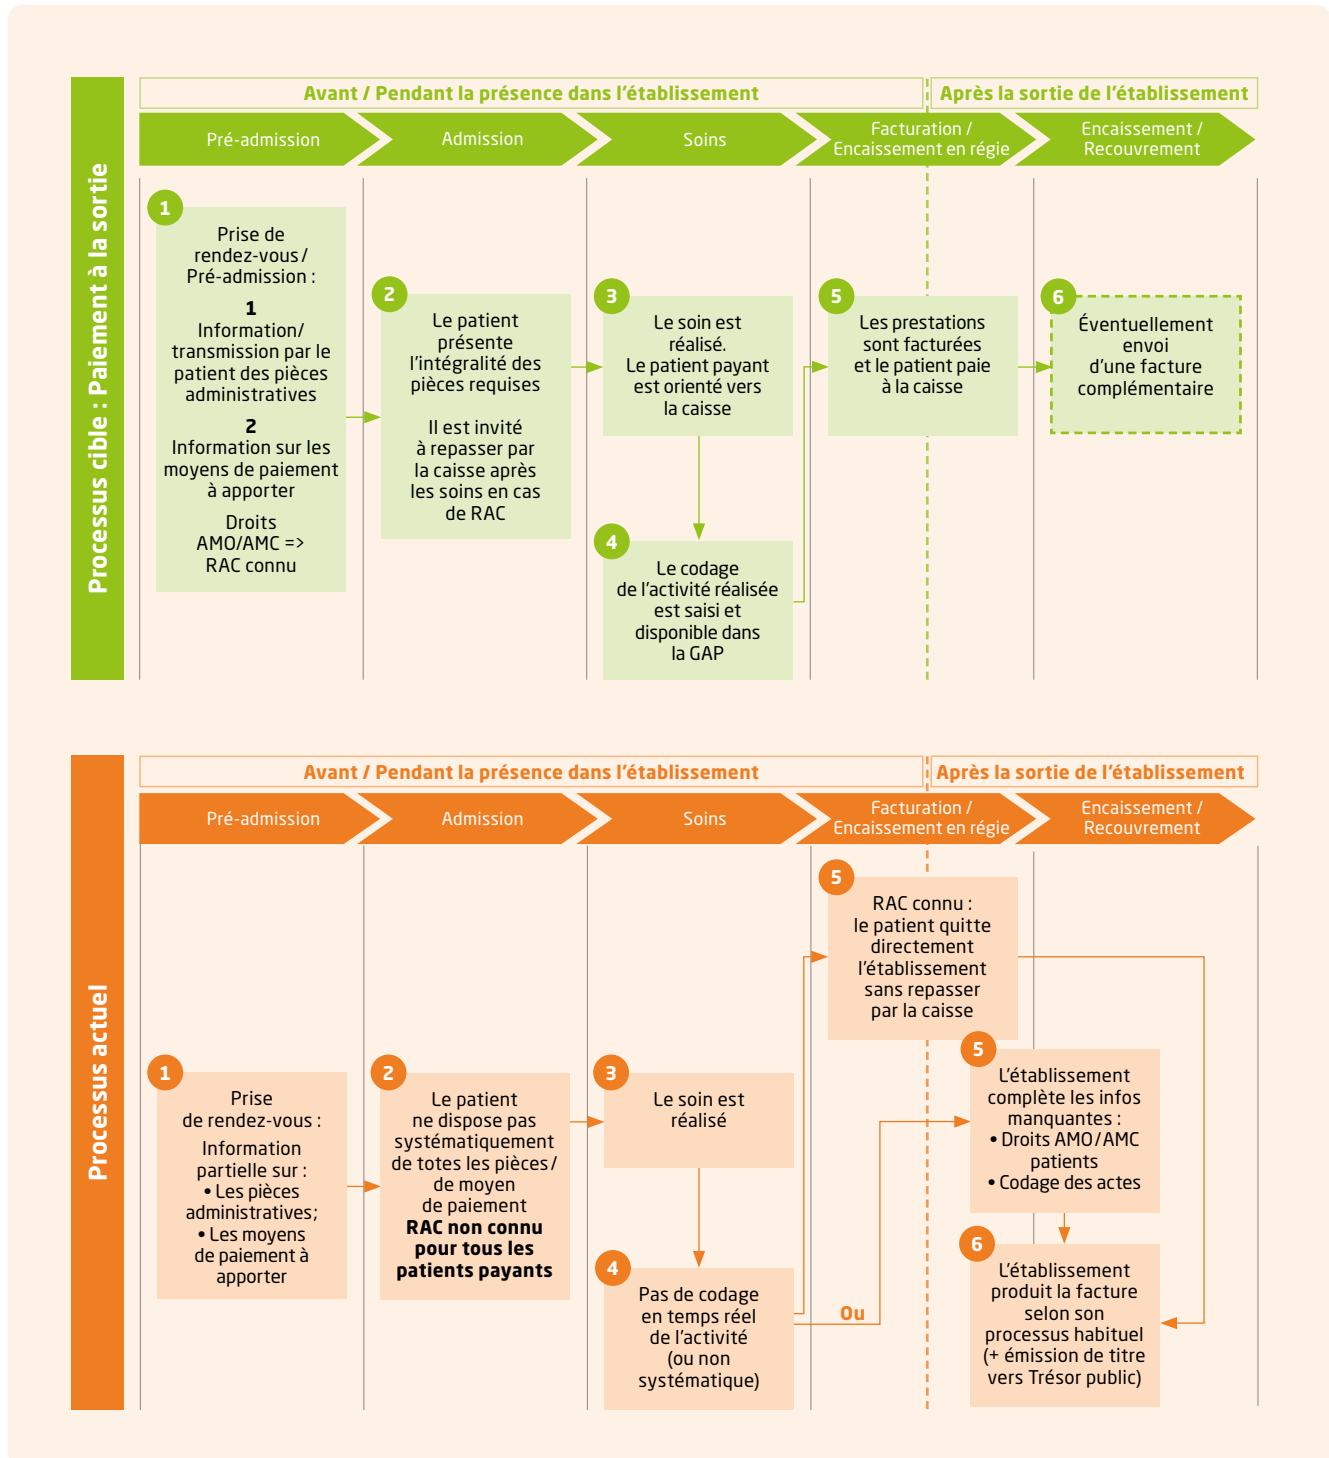 Processus cible : Paiement à la sortie
Avant / Pendant la présence dans l'établissement
Après la sortie de l'établissement
Pré-admission
Admission
Soins
Facturation /
Encaissement en régie
Encaissement /
Recouvrement
1
Prise de
rendez-vous /
Pré-admission :
1
Information/
transmission par le
patient des pièces
administratives
2
Information sur les
moyens de paiement
à apporter
Droits
AMO/AMC =>
RAC connu
2
Le patient
présente
l'intégralité des
pièces requises
Il est invité
à repasser par
la caisse après
les soins en cas
de RAC
3
Le soin est
réalisé.
Le patient payant
est orienté vers
la caisse
4
Le codage
de l'activité réalisée
est saisi et
disponible dans
la GAP
5
Les prestations
sont facturées
et le patient paie
à la caisse
6
Éventuellement
envoi
d'une facture
complémentaire
Processus actuel
Avant / Pendant la présence dans l'établissement
Après la sortie de l'établissement
Pré-admission
Admission
Soins
Facturation /
Encaissement en régie
Encaissement /
Recouvrement
1
Prise
de rendez-vous :
Information
partielle sur :
• Les pièces
administratives;
• Les moyens
de paiement à
apporter
2
Le patient
ne dispose pas
systématiquement
de totes les pièces /
de moyen
de paiement
RAC non connu
pour tous les
patients payants
3
Le soin est
réalisé
4
Pas de codage
en temps réel
de l'activité
(ou non
systématique)
Ou
5
RAC connu :
le patient quitte
directement
l'établissement
sans repasser
par la caisse
5
L'établissement
complète les infos
manquantes :
• Droits AMO/AMC
patients
• Codage des actes
6
L'établissement
produit la facture
selon son
processus habituel
(+ émission de titre
vers Trésor public)